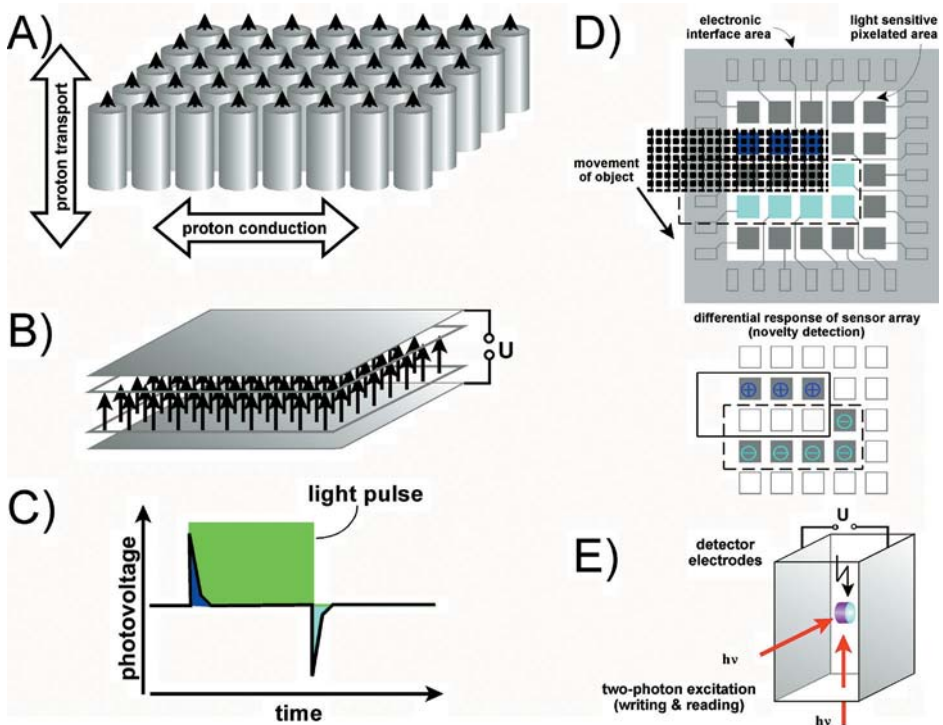 A)
proton transport
proton conduction
B)
U
C)
light pulse
photovoltage
time
D)
electronic
interface area
light sensitive
pixelated area
movement
of object
differential response of sensor array
(novelty detection)
⊕ ⊕ ⊕
⊖
⊖ ⊖ ⊖ ⊖
E)
U
detector
electrodes
hν
two-photon excitation
(writing & reading)
hν